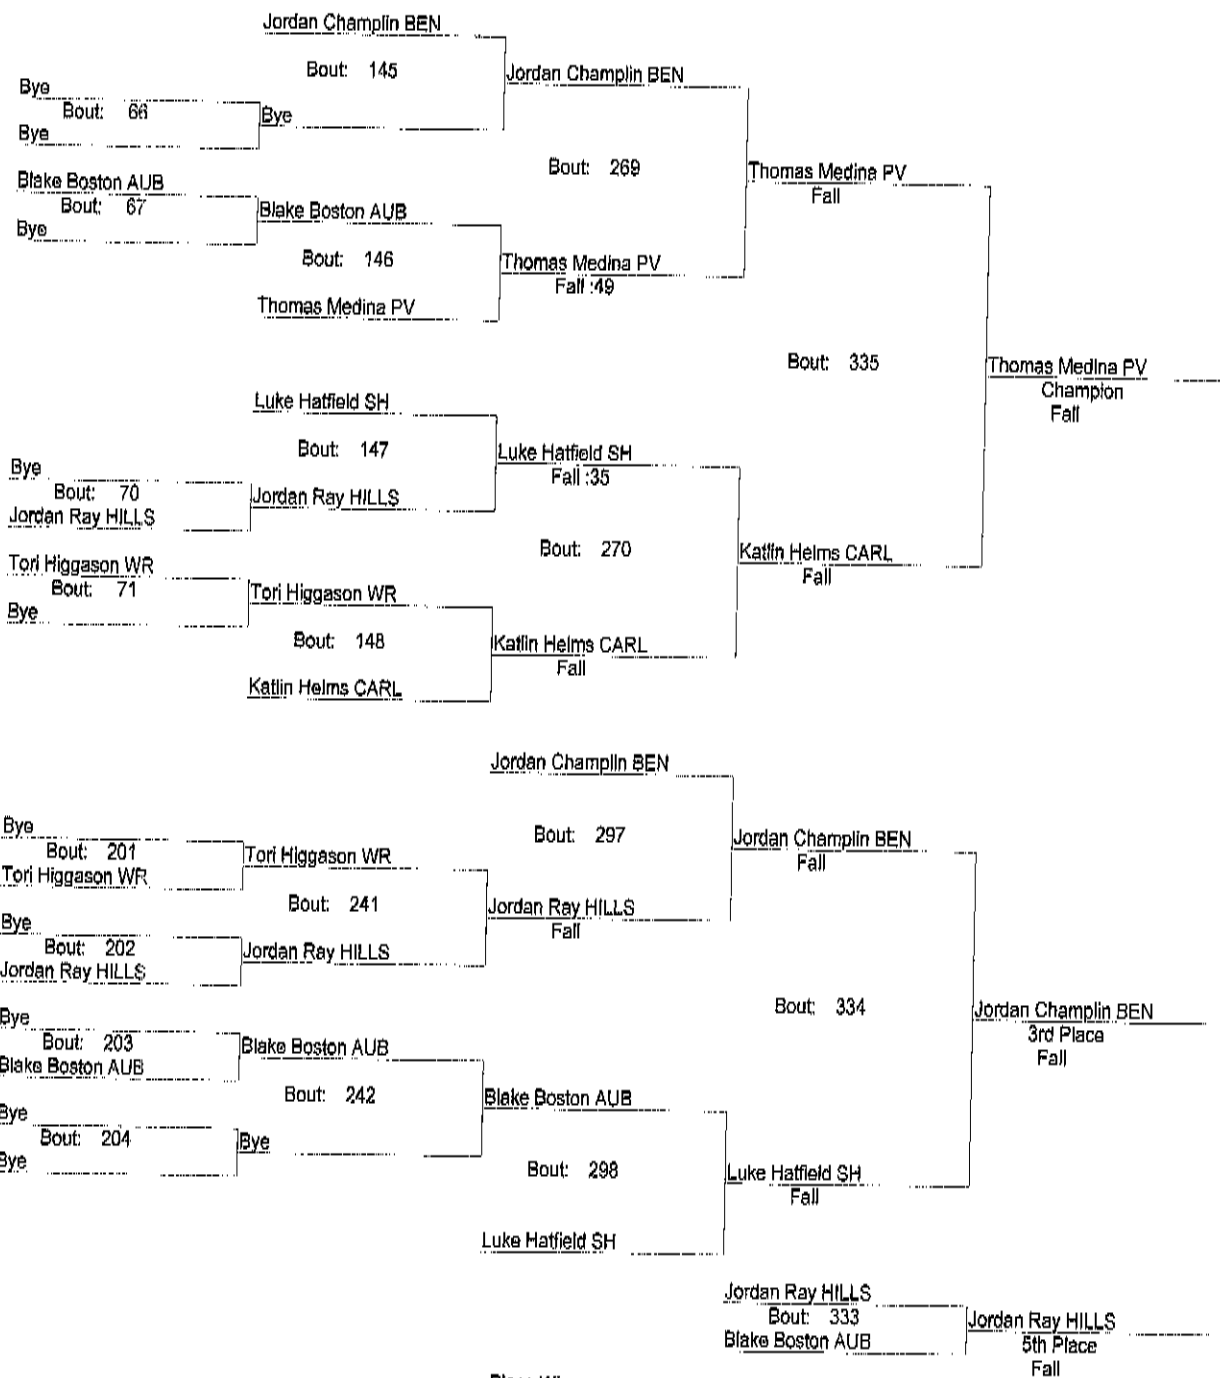 Jordan Champlin BEN
Bout: 145
Jordan Champlin BEN
Bye
Bout: 66
Bye
Bye
Bout: 269
Thomas Medina PV
Fall
Blake Boston AUB
Bout: 67
Bye
Blake Boston AUB
Bout: 146
Thomas Medina PV
Fall :49
Thomas Medina PV
Bout: 335
Thomas Medina PV
Champion
Fall
Luke Hatfield SH
Bout: 147
Luke Hatfield SH
Fall :35
Bye
Bout: 70
Jordan Ray HILLS
Jordan Ray HILLS
Bout: 270
Katlin Helms CARL
Fall
Tori Higgason WR
Bout: 71
Bye
Tori Higgason WR
Bout: 148
Katlin Helms CARL
Fall
Katlin Helms CARL
Jordan Champlin BEN
Bout: 297
Jordan Champlin BEN
Fall
Bye
Bout: 201
Tori Higgason WR
Tori Higgason WR
Bout: 241
Jordan Ray HILLS
Fall
Bye
Bout: 202
Jordan Ray HILLS
Jordan Ray HILLS
Bout: 334
Jordan Champlin BEN
3rd Place
Fall
Bye
Bout: 203
Blake Boston AUB
Blake Boston AUB
Bout: 242
Blake Boston AUB
Bye
Bout: 204
Bye
Bye
Bout: 298
Luke Hatfield SH
Fall
Luke Hatfield SH
Jordan Ray HILLS
Bout: 333
Blake Boston AUB
Jordan Ray HILLS
5th Place
Fall